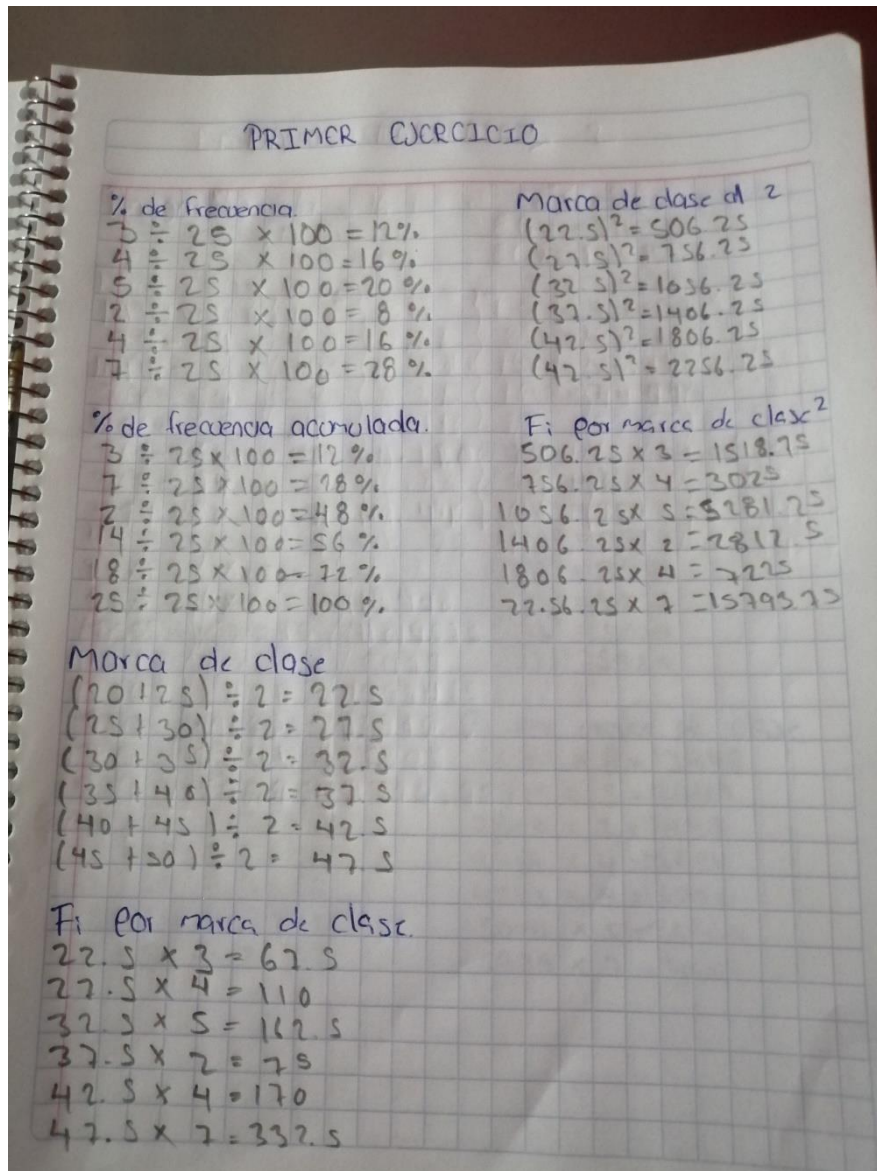 PRIMER EJERCICIO
% de frecuencia.
3 ÷ 25 × 100 = 12%
4 ÷ 25 × 100 = 16%
5 ÷ 25 × 100 = 20%
2 ÷ 25 × 100 = 8%
4 ÷ 25 × 100 = 16%
7 ÷ 25 × 100 = 28%
% de frecuencia acomulada.
3 ÷ 25 × 100 = 12%
7 ÷ 25 × 100 = 28%
2 ÷ 25 × 100 = 48%
14 ÷ 25 × 100 = 56%
18 ÷ 25 × 100 = 72%
25 ÷ 25 × 100 = 100%.
Marca de clase
(20+25) ÷ 2 = 22.5
(25+30) ÷ 2 = 27.5
(30+35) ÷ 2 = 32.5
(35+40) ÷ 2 = 37.5
(40+45) ÷ 2 = 42.5
(45+50) ÷ 2 = 47.5
Fi por marca de clase.
22.5 × 3 = 67.5
27.5 × 4 = 110
32.5 × 5 = 162.5
37.5 × 2 = 75
42.5 × 4 = 170
47.5 × 7 = 332.5
Marca de clase al 2
(22.5)² = 506.25
(27.5)² = 756.25
(32.5)² = 1056.25
(37.5)² = 1406.25
(42.5)² = 1806.25
(47.5)² = 2256.25
Fi por marca de clase²
506.25 × 3 = 1518.75
756.25 × 4 = 3025
1056.25 × 5 = 5281.25
1406.25 × 2 = 2812.5
1806.25 × 4 = 7225
22.56.25 × 7 = 15793.75